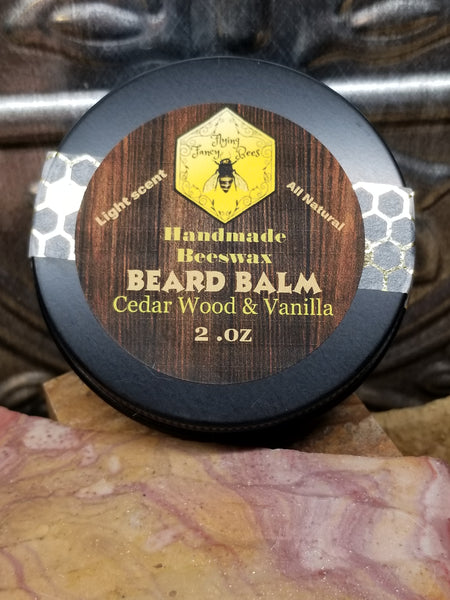 Flying
Fancy Bees
Light scent
All Natural
Handmade
Beeswax
BEARD BALM
Cedar Wood & Vanilla
2 .oz